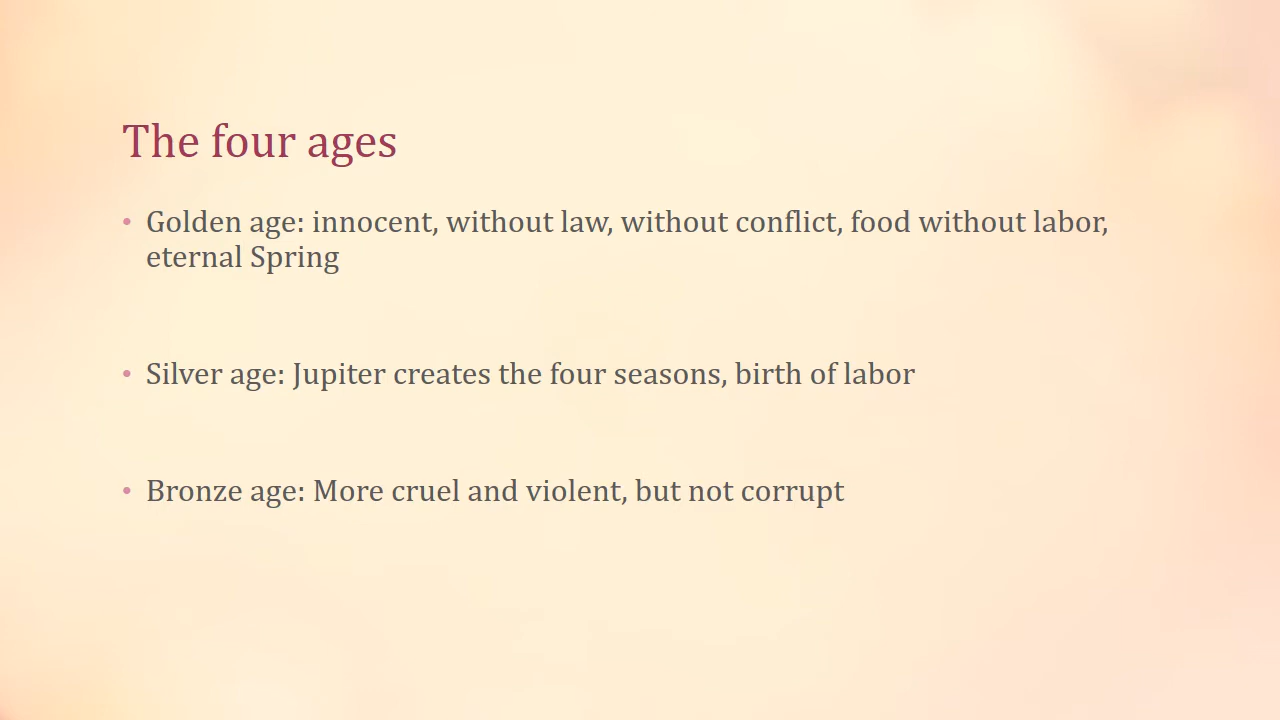 The four ages
• Golden age: innocent, without law, without conflict, food without labor,
eternal Spring
• Silver age: Jupiter creates the four seasons, birth of labor
• Bronze age: More cruel and violent, but not corrupt